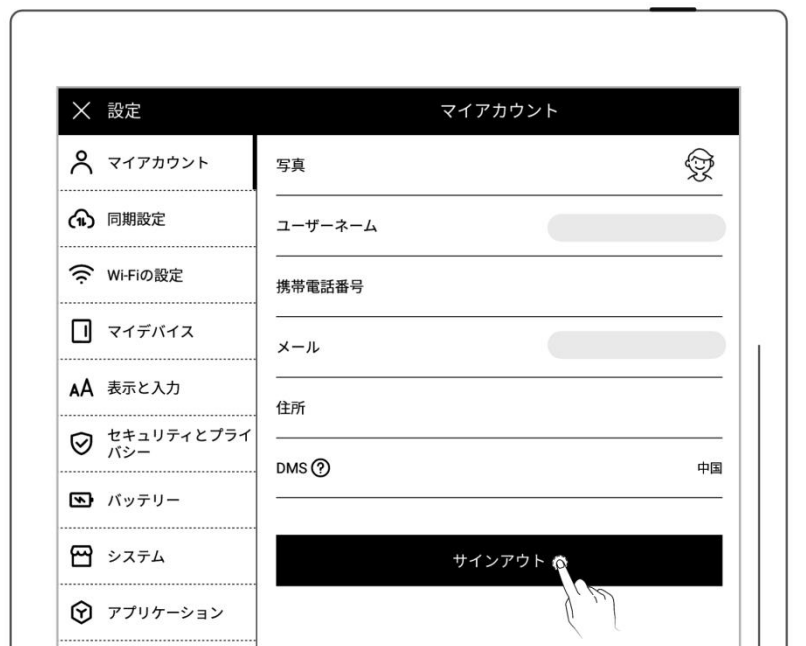 設定
マイアカウント
マイアカウント
同期設定
Wi-Fiの設定
マイデバイス
AA 表示と入力
セキュリティとプライ
バシー
バッテリー
システム
アプリケーション
写真
ユーザーネーム
携帯電話番号
メール
住所
DMS ? 中国
サインアウト